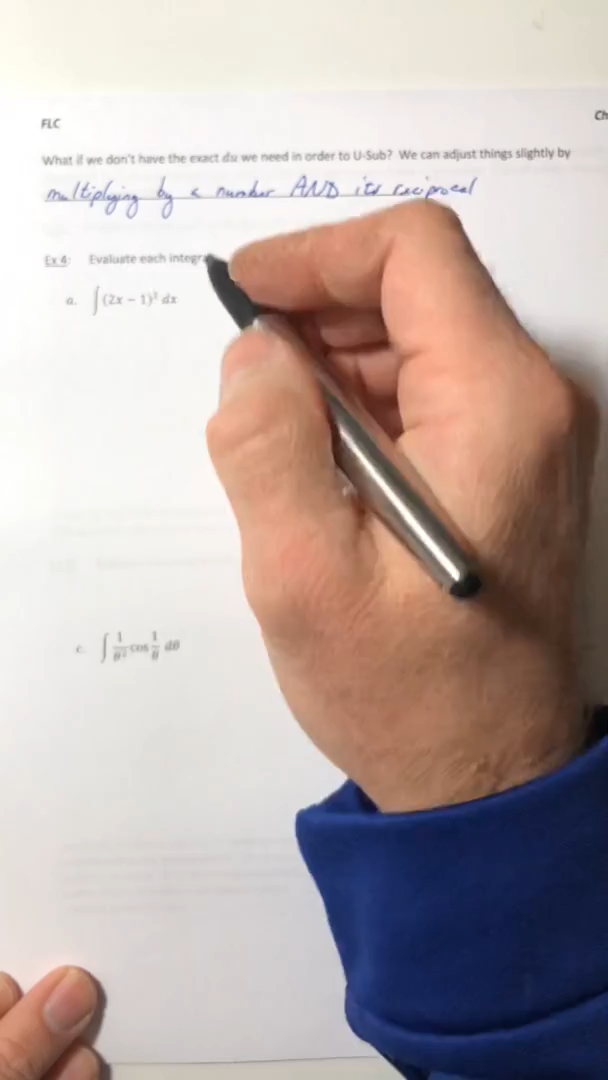 FLC
Ch
What if we don't have the exact du we need in order to U-Sub? We can adjust things slightly by
multiplying by a number AND its reciprocal
Ex 4: Evaluate each integra
a. ∫(2x − 1)³ dx
c. ∫ 1/θ² cos 1/θ dθ